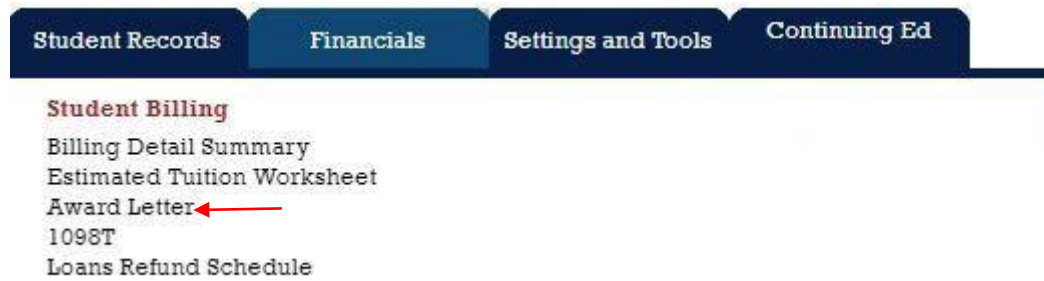 Student Records Financials Settings and Tools Continuing Ed
Student Billing
Billing Detail Summary
Estimated Tuition Worksheet
Award Letter
1098T
Loans Refund Schedule